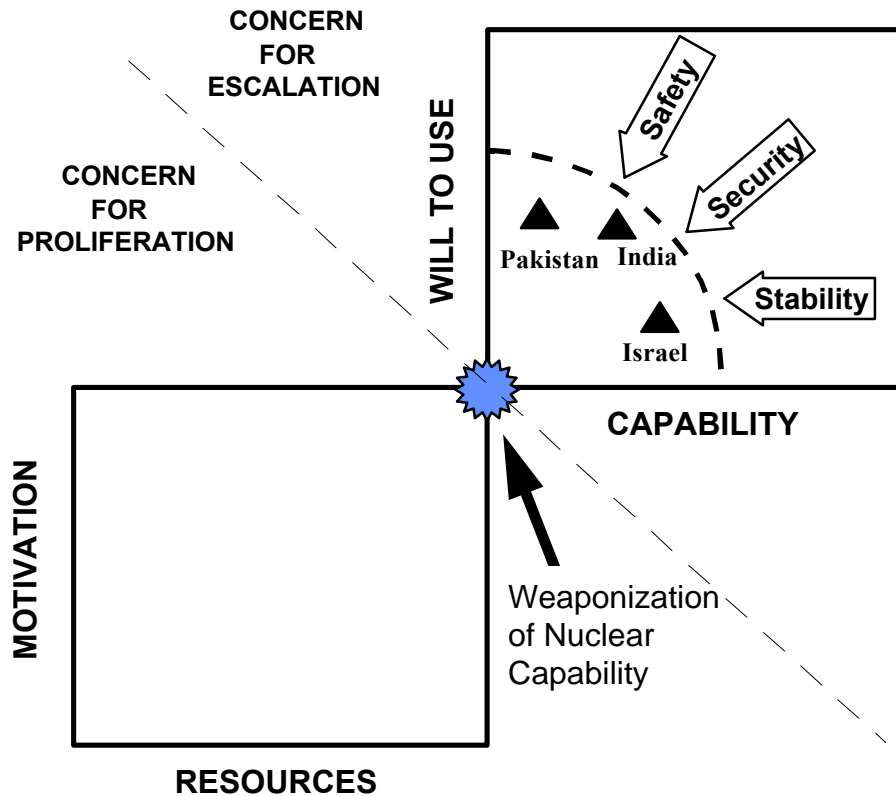 CONCERN
FOR
ESCALATION
CONCERN
FOR
PROLIFERATION
WILL TO USE
Safety
Security
Stability
Pakistan
India
Israel
CAPABILITY
MOTIVATION
Weaponization
of Nuclear
Capability
RESOURCES